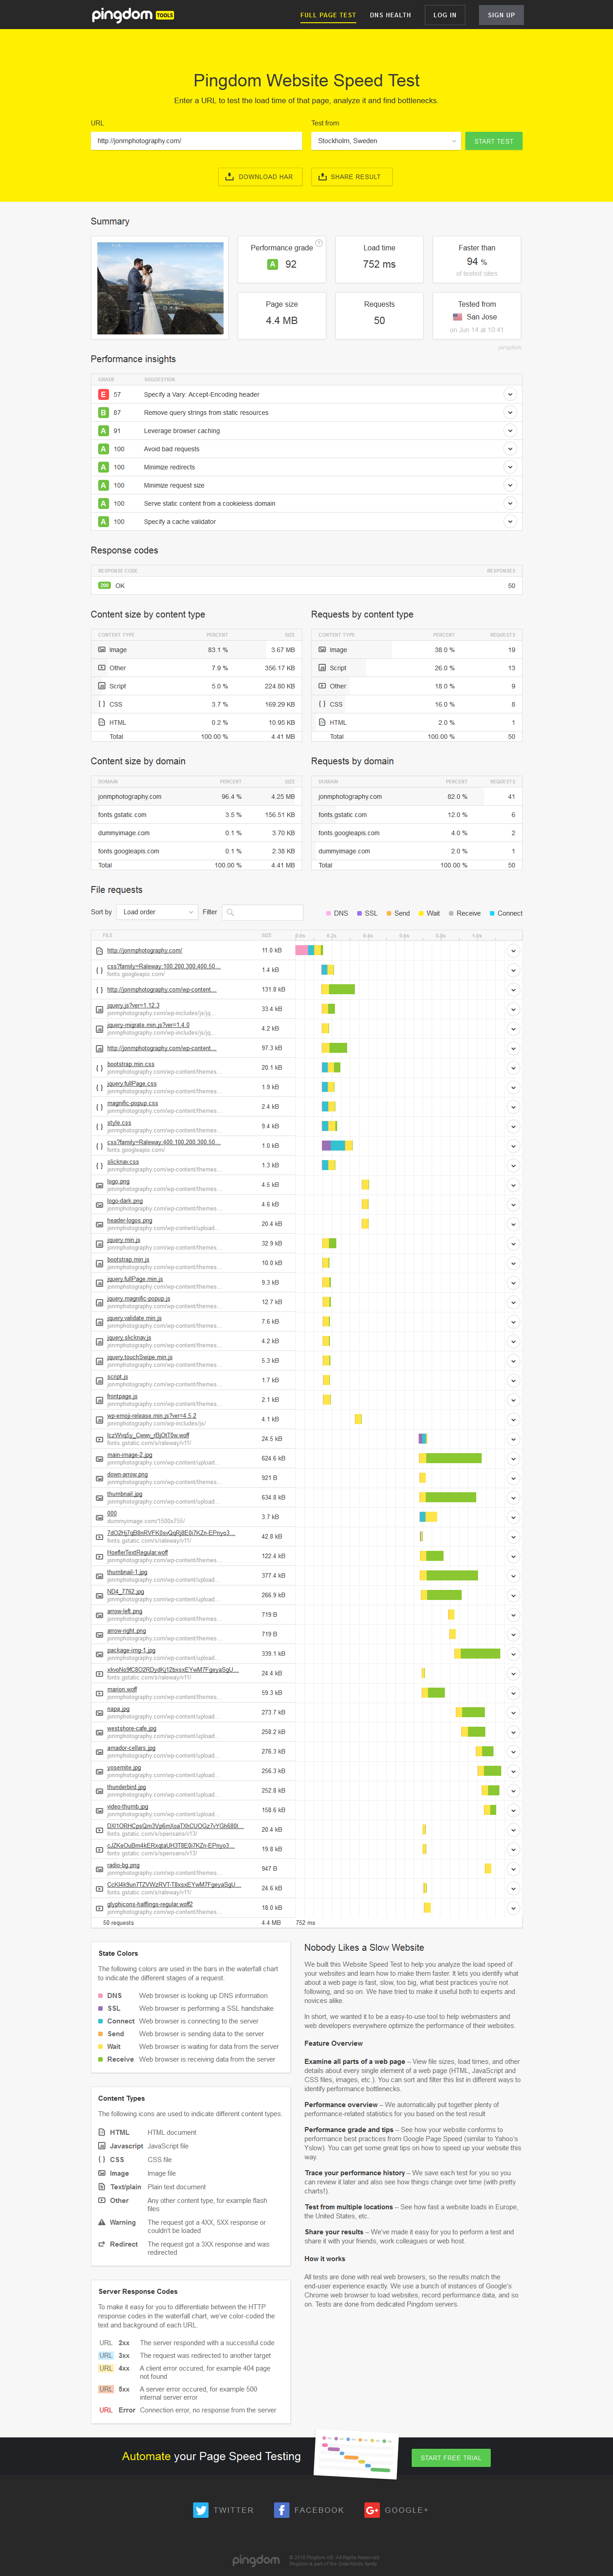 pingdom TOOLS
FULL PAGE TEST
DNS HEALTH
LOG IN
SIGN UP
Pingdom Website Speed Test
Enter a URL to test the load time of that page, analyze it and find bottlenecks.
URL
Test from
http://jonmphotography.com/
Stockholm, Sweden
START TEST
DOWNLOAD HAR
SHARE RESULT
Summary
Performance grade ?
A 92
Load time
752 ms
Faster than
94 %
of tested sites
Page size
4.4 MB
Requests
50
Tested from
San Jose
on Jun 14 at 10:41
pingdom
Performance insights
GRADE SUGGESTION
E 57 Specify a Vary: Accept-Encoding header
B 87 Remove query strings from static resources
A 91 Leverage browser caching
A 100 Avoid bad requests
A 100 Minimize redirects
A 100 Minimize request size
A 100 Serve static content from a cookieless domain
A 100 Specify a cache validator
Response codes
RESPONSE CODE RESPONSES
200 OK 50
Content size by content type
CONTENT TYPE PERCENT SIZE
Image 83.1 % 3.67 MB
Other 7.9 % 356.17 KB
Script 5.0 % 224.80 KB
CSS 3.7 % 169.29 KB
HTML 0.2 % 10.95 KB
Total 100.00 % 4.41 MB
Requests by content type
CONTENT TYPE PERCENT REQUESTS
Image 38.0 % 19
Script 26.0 % 13
Other 18.0 % 9
CSS 16.0 % 8
HTML 2.0 % 1
Total 100.00 % 50
Content size by domain
DOMAIN PERCENT SIZE
jonmphotography.com 96.4 % 4.25 MB
fonts.gstatic.com 3.5 % 156.51 KB
dummyimage.com 0.1 % 3.70 KB
fonts.googleapis.com 0.1 % 2.38 KB
Total 100.00 % 4.41 MB
Requests by domain
DOMAIN PERCENT REQUESTS
jonmphotography.com 82.0 % 41
fonts.gstatic.com 12.0 % 6
fonts.googleapis.com 4.0 % 2
dummyimage.com 2.0 % 1
Total 100.00 % 50
File requests
Sort by Load order Filter
DNS SSL Send Wait Receive Connect
FILE SIZE 0.0s 0.2s 0.4s 0.6s 0.8s 1.0s
http://jonmphotography.com/ 11.0 kB
css?family=Raleway:100,200,300,400,50... 1.4 kB
fonts.googleapis.com/
http://jonmphotography.com/wp-content... 131.8 kB
jquery.js?ver=1.12.3 33.4 kB
jonmphotography.com/wp-includes/js/jq...
jquery-migrate.min.js?ver=1.4.0 4.2 kB
jonmphotography.com/wp-includes/js/jq...
http://jonmphotography.com/wp-content... 97.3 kB
bootstrap.min.css 20.1 kB
jonmphotography.com/wp-content/themes...
jquery.fullPage.css 1.9 kB
jonmphotography.com/wp-content/themes...
magnific-popup.css 2.4 kB
jonmphotography.com/wp-content/themes...
style.css 9.4 kB
jonmphotography.com/wp-content/themes...
css?family=Raleway:400,100,200,300,50... 1.0 kB
fonts.googleapis.com/
slicknav.css 1.3 kB
jonmphotography.com/wp-content/themes...
logo.png 4.5 kB
jonmphotography.com/wp-content/themes...
logo-dark.png 4.6 kB
jonmphotography.com/wp-content/themes...
header-logos.png 20.4 kB
jonmphotography.com/wp-content/upload...
jquery.min.js 32.9 kB
jonmphotography.com/wp-content/themes...
bootstrap.min.js 10.0 kB
jonmphotography.com/wp-content/themes...
jquery.fullPage.min.js 9.3 kB
jonmphotography.com/wp-content/themes...
jquery.magnific-popup.js 12.7 kB
jonmphotography.com/wp-content/themes...
jquery.validate.min.js 7.6 kB
jonmphotography.com/wp-content/themes...
jquery.slicknav.js 4.2 kB
jonmphotography.com/wp-content/themes...
jquery.touchSwipe.min.js 5.3 kB
jonmphotography.com/wp-content/themes...
script.js 1.7 kB
jonmphotography.com/wp-content/themes...
frontpage.js 2.1 kB
jonmphotography.com/wp-content/themes...
wp-emoji-release.min.js?ver=4.5.2 4.1 kB
jonmphotography.com/wp-includes/js/
24.5 kB
fonts.gstatic.com/s/raleway/v11/
main-image-2.jpg 624.6 kB
jonmphotography.com/wp-content/upload...
down-arrow.png 921 B
jonmphotography.com/wp-content/themes...
thumbnail.jpg 634.8 kB
jonmphotography.com/wp-content/upload...
000 3.7 kB
dummyimage.com/1500x755/
42.8 kB
fonts.gstatic.com/s/raleway/v11/
HoeflerTextRegular.woff 122.4 kB
jonmphotography.com/wp-content/themes...
thumbnail-1.jpg 377.4 kB
jonmphotography.com/wp-content/upload...
ND4_7762.jpg 266.9 kB
jonmphotography.com/wp-content/upload...
arrow-left.png 719 B
jonmphotography.com/wp-content/themes...
arrow-right.png 719 B
jonmphotography.com/wp-content/themes...
package-img-1.jpg 339.1 kB
jonmphotography.com/wp-content/upload...
24.4 kB
fonts.gstatic.com/s/raleway/v11/
marion.woff 59.3 kB
jonmphotography.com/wp-content/themes...
napa.jpg 273.7 kB
jonmphotography.com/wp-content/upload...
westshore-cafe.jpg 258.2 kB
jonmphotography.com/wp-content/upload...
amador-cellars.jpg 276.3 kB
jonmphotography.com/wp-content/upload...
yosemite.jpg 256.3 kB
jonmphotography.com/wp-content/upload...
thunderbird.jpg 252.8 kB
jonmphotography.com/wp-content/upload...
video-thumb.jpg 158.6 kB
jonmphotography.com/wp-content/upload...
20.4 kB
fonts.gstatic.com/s/opensans/v13/
19.8 kB
fonts.gstatic.com/s/opensans/v13/
radio-bg.png 947 B
jonmphotography.com/wp-content/themes...
24.6 kB
fonts.gstatic.com/s/raleway/v11/
glyphicons-halflings-regular.woff2 18.0 kB
jonmphotography.com/wp-content/themes...
50 requests 4.4 MB 752 ms
State Colors
The following colors are used in the bars in the waterfall chart
to indicate the different stages of a request.
DNS Web browser is looking up DNS information
SSL Web browser is performing a SSL handshake
Connect Web browser is connecting to the server
Send Web browser is sending data to the server
Wait Web browser is waiting for data from the server
Receive Web browser is receiving data from the server
Content Types
The following icons are used to indicate different content types.
HTML HTML document
Javascript JavaScript file
CSS CSS file
Image Image file
Text/plain Plain text document
Other Any other content type, for example flash
files
Warning The request got a 4XX, 5XX response or
couldn't be loaded
Redirect The request got a 3XX response and was
redirected
Server Response Codes
To make it easy for you to differentiate between the HTTP
response codes in the waterfall chart, we've color-coded the
text and background of each URL.
URL 2xx The server responded with a successful code
URL 3xx The request was redirected to another target
URL 4xx A client error occured, for example 404 page
not found
URL 5xx A server error occured, for example 500
internal server error
URL Error Connection error, no response from the server
Nobody Likes a Slow Website
We built this Website Speed Test to help you analyze the load speed of
your websites and learn how to make them faster. It lets you identify what
about a web page is fast, slow, too big, what best practices you're not
following, and so on. We have tried to make it useful both to experts and
novices alike.
In short, we wanted it to be a easy-to-use tool to help webmasters and
web developers everywhere optimize the performance of their websites.
Feature Overview
Examine all parts of a web page – View file sizes, load times, and other
details about every single element of a web page (HTML, JavaScript and
CSS files, images, etc.). You can sort and filter this list in different ways to
identify performance bottlenecks.
Performance overview – We automatically put together plenty of
performance-related statistics for you based on the test result
Performance grade and tips – See how your website conforms to
performance best practices from Google Page Speed (similar to Yahoo's
Yslow). You can get some great tips on how to speed up your website this
way.
Trace your performance history – We save each test for you so you
can review it later and also see how things change over time (with pretty
charts!).
Test from multiple locations – See how fast a website loads in Europe,
the United States, etc.
Share your results – We've made it easy for you to perform a test and
share it with your friends, work colleagues or web host.
How it works
All tests are done with real web browsers, so the results match the
end-user experience exactly. We use a bunch of instances of Google's
Chrome web browser to load websites, record performance data, and so
on. Tests are done from dedicated Pingdom servers.
Automate your Page Speed Testing
START FREE TRIAL
TWITTER
FACEBOOK
GOOGLE+
pingdom
© 2016 Pingdom AB. All Rights Reserved.
Pingdom is part of the SolarWinds family.